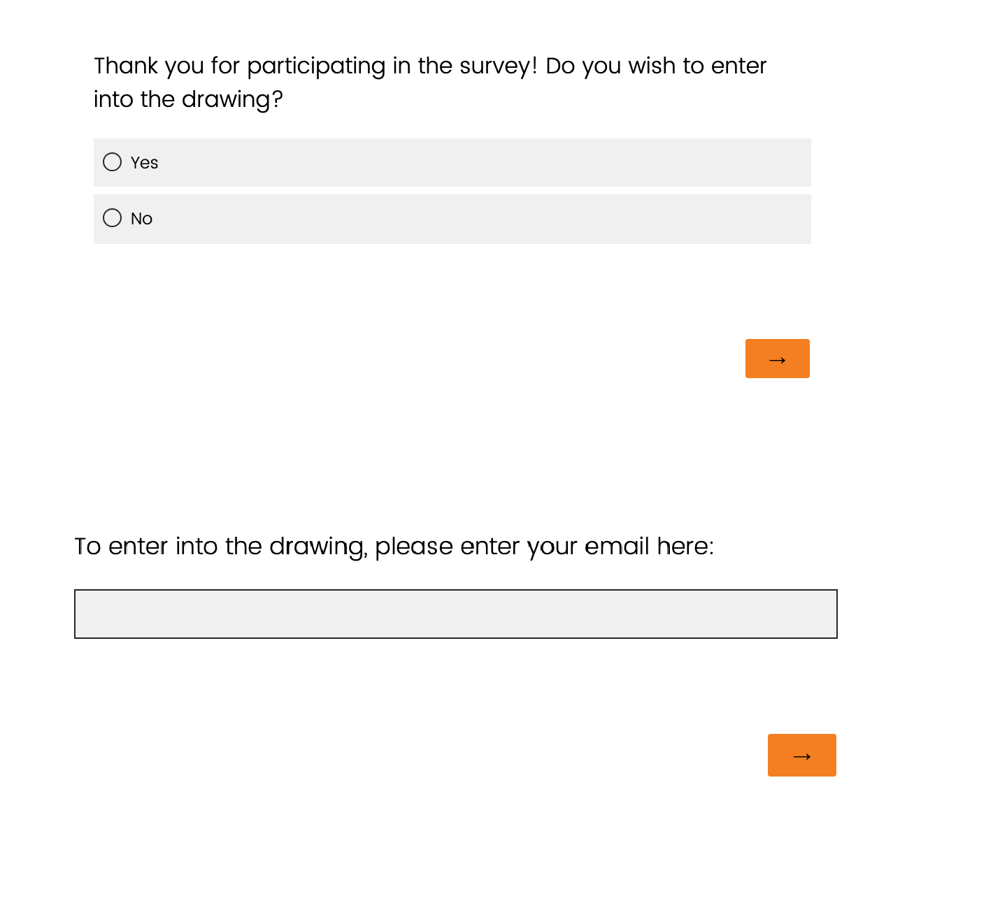 Thank you for participating in the survey! Do you wish to enter
into the drawing?
Yes
No
→
To enter into the drawing, please enter your email here:
→